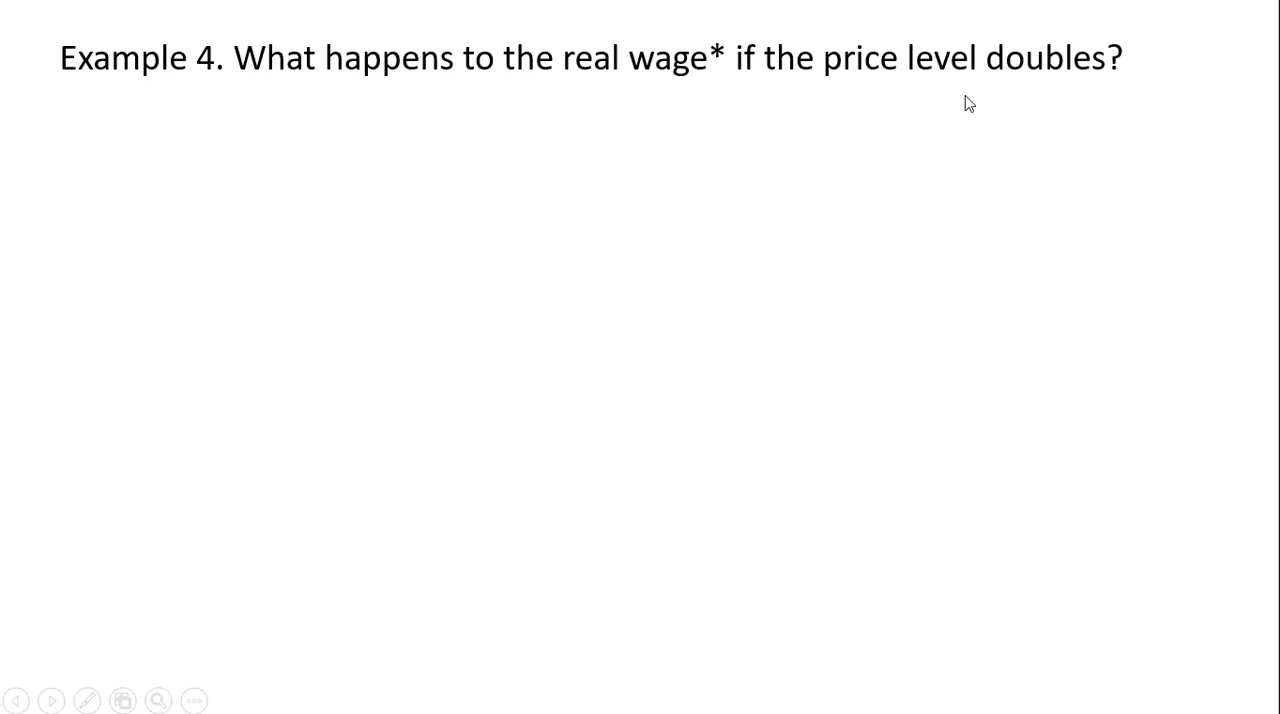 Example 4. What happens to the real wage* if the price level doubles?